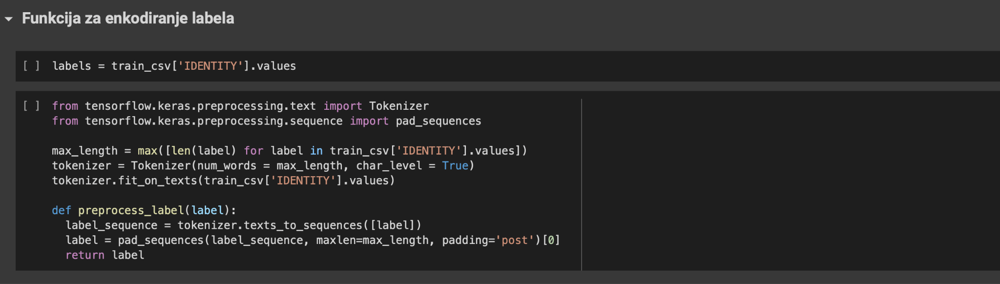 Funkcija za enkodiranje labela
[ ] labels = train_csv['IDENTITY'].values
[ ] from tensorflow.keras.preprocessing.text import Tokenizer
from tensorflow.keras.preprocessing.sequence import pad_sequences
max_length = max([len(label) for label in train_csv['IDENTITY'].values])
tokenizer = Tokenizer(num_words = max_length, char_level = True)
tokenizer.fit_on_texts(train_csv['IDENTITY'].values)
def preprocess_label(label):
  label_sequence = tokenizer.texts_to_sequences([label])
  label = pad_sequences(label_sequence, maxlen=max_length, padding='post')[0]
  return label